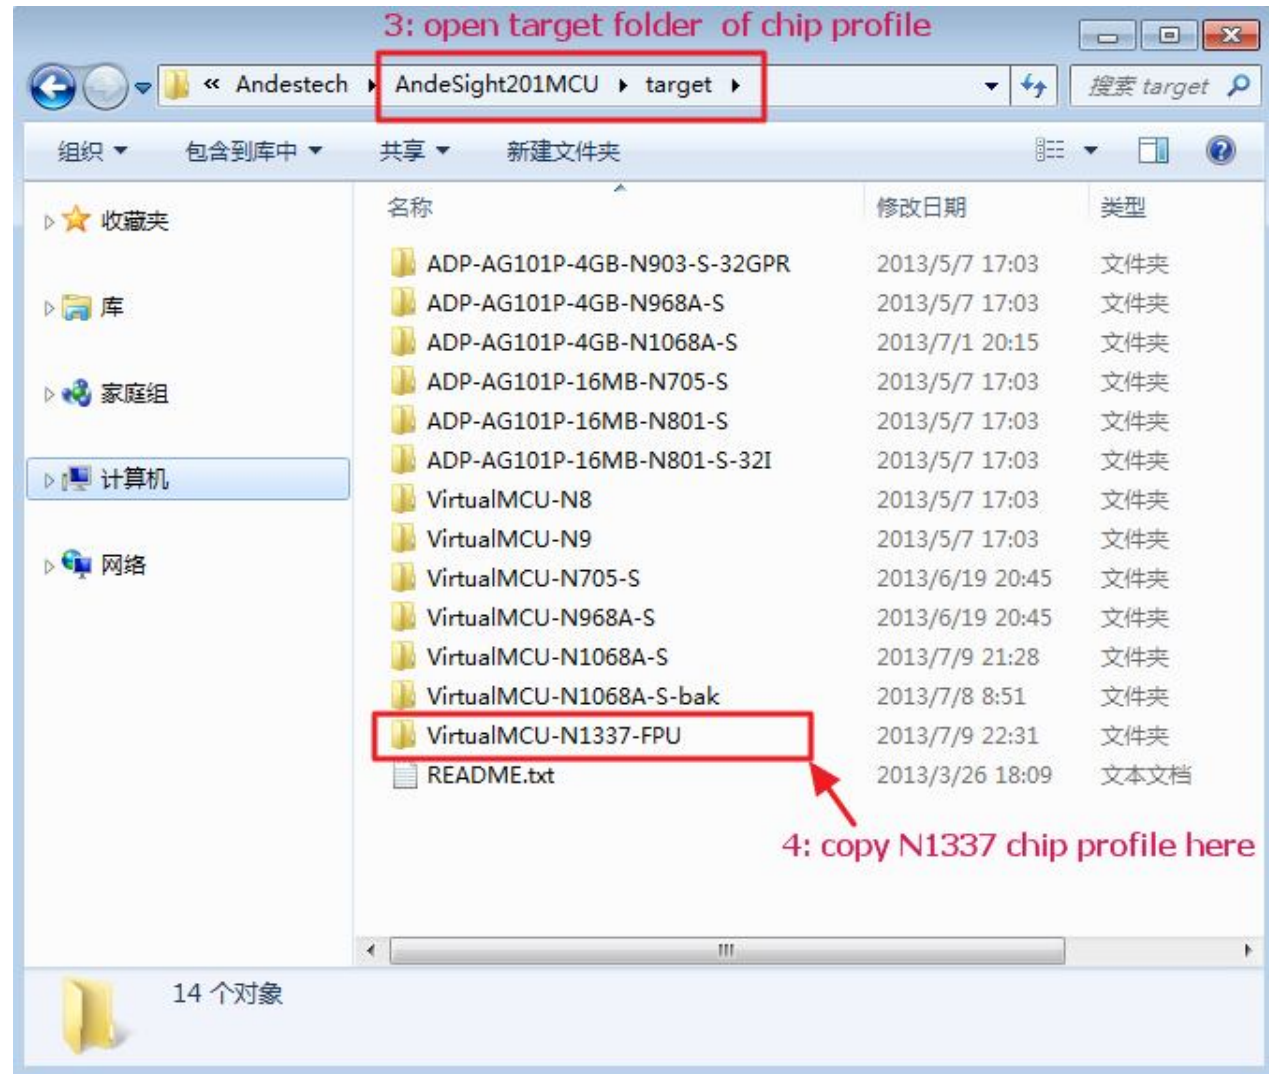 3: open target folder of chip profile
« Andestech ▸ AndeSight201MCU ▸ target ▸ 搜索 target
组织 ▼ 包含到库中 ▼ 共享 ▼ 新建文件夹
名称 修改日期 类型
收藏夹
库
家庭组
计算机
网络
ADP-AG101P-4GB-N903-S-32GPR 2013/5/7 17:03 文件夹
ADP-AG101P-4GB-N968A-S 2013/5/7 17:03 文件夹
ADP-AG101P-4GB-N1068A-S 2013/7/1 20:15 文件夹
ADP-AG101P-16MB-N705-S 2013/5/7 17:03 文件夹
ADP-AG101P-16MB-N801-S 2013/5/7 17:03 文件夹
ADP-AG101P-16MB-N801-S-32I 2013/5/7 17:03 文件夹
VirtualMCU-N8 2013/5/7 17:03 文件夹
VirtualMCU-N9 2013/5/7 17:03 文件夹
VirtualMCU-N705-S 2013/6/19 20:45 文件夹
VirtualMCU-N968A-S 2013/6/19 20:45 文件夹
VirtualMCU-N1068A-S 2013/7/9 21:28 文件夹
VirtualMCU-N1068A-S-bak 2013/7/8 8:51 文件夹
VirtualMCU-N1337-FPU 2013/7/9 22:31 文件夹
README.txt 2013/3/26 18:09 文本文档
4: copy N1337 chip profile here
14 个对象